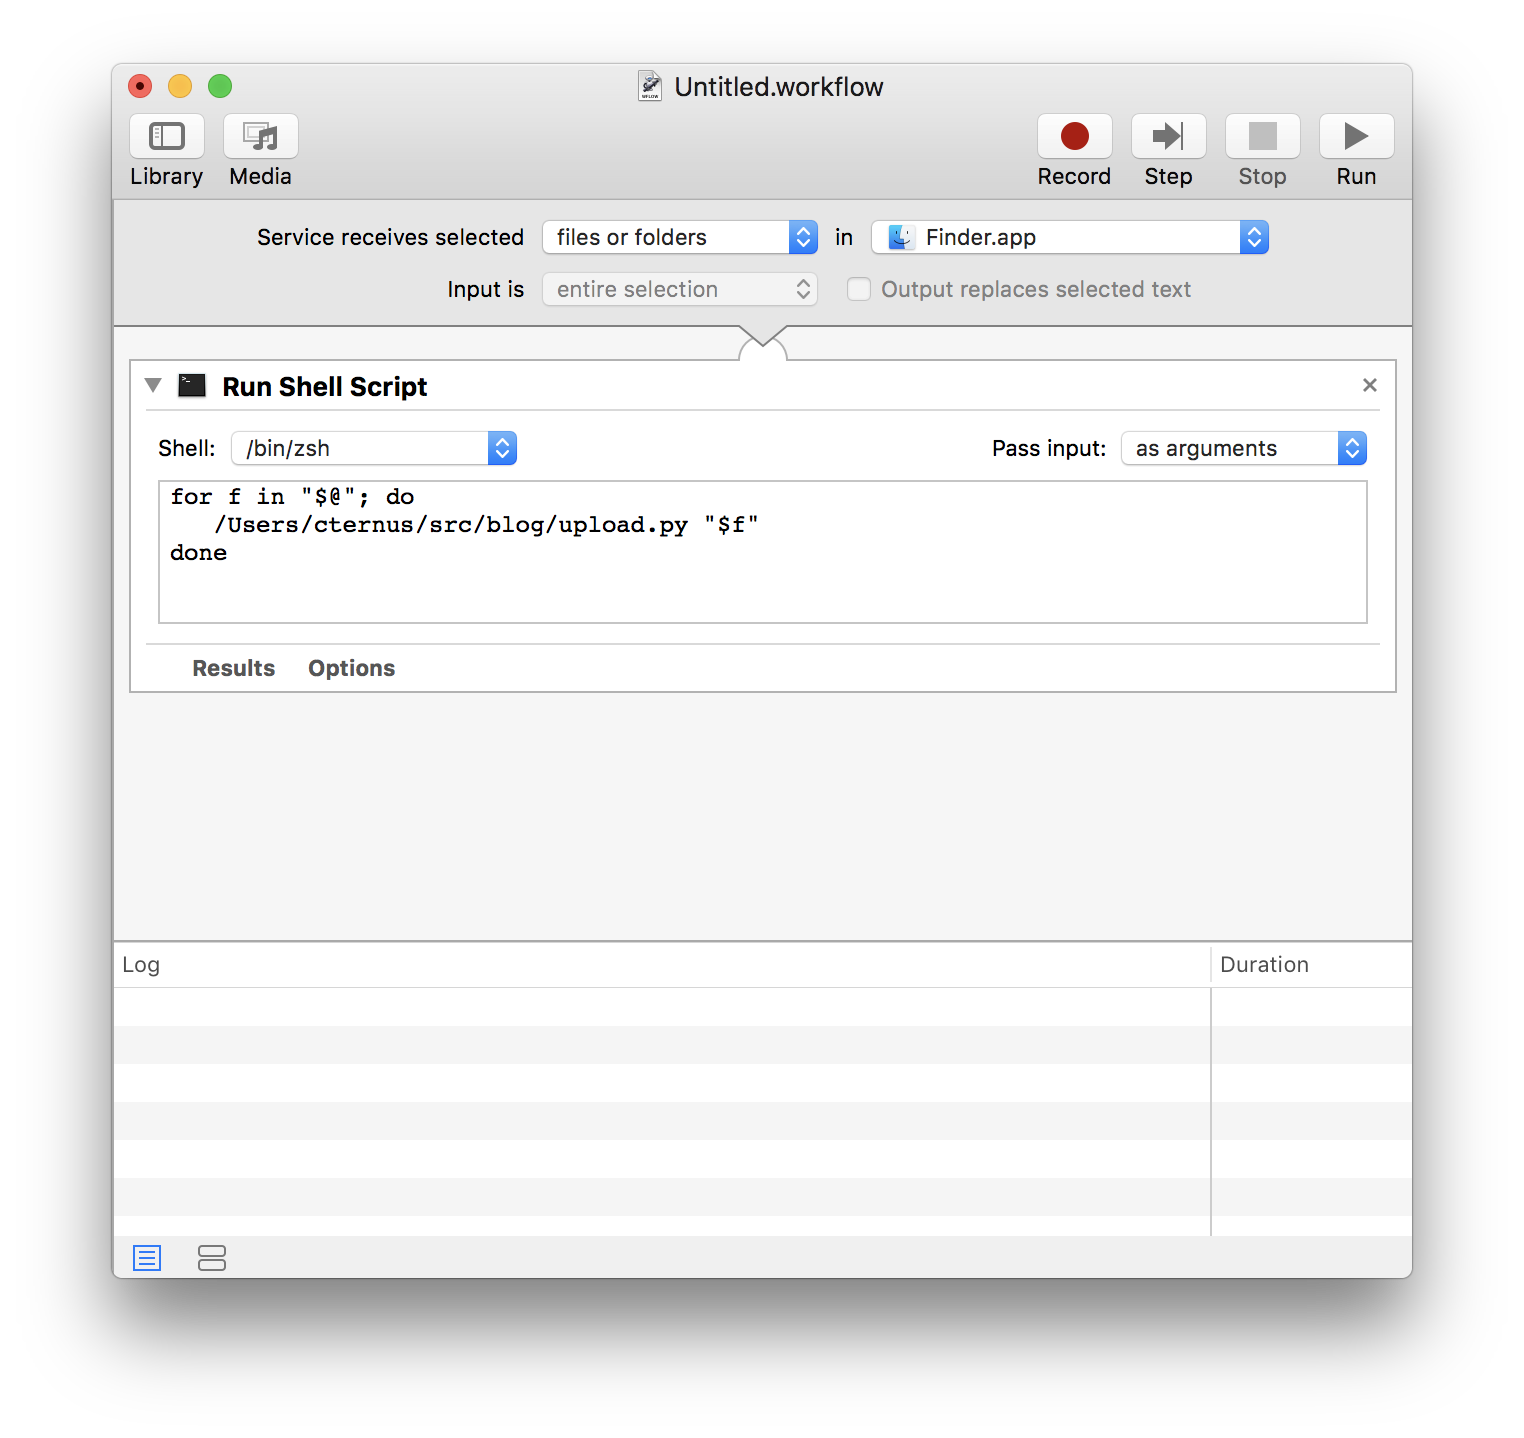 Untitled.workflow
Library Media Record Step Stop Run
Service receives selected files or folders in Finder.app
Input is entire selection Output replaces selected text
Run Shell Script
Shell: /bin/zsh Pass input: as arguments
for f in "$@"; do
/Users/cternus/src/blog/upload.py "$f"
done
Results Options
Log Duration